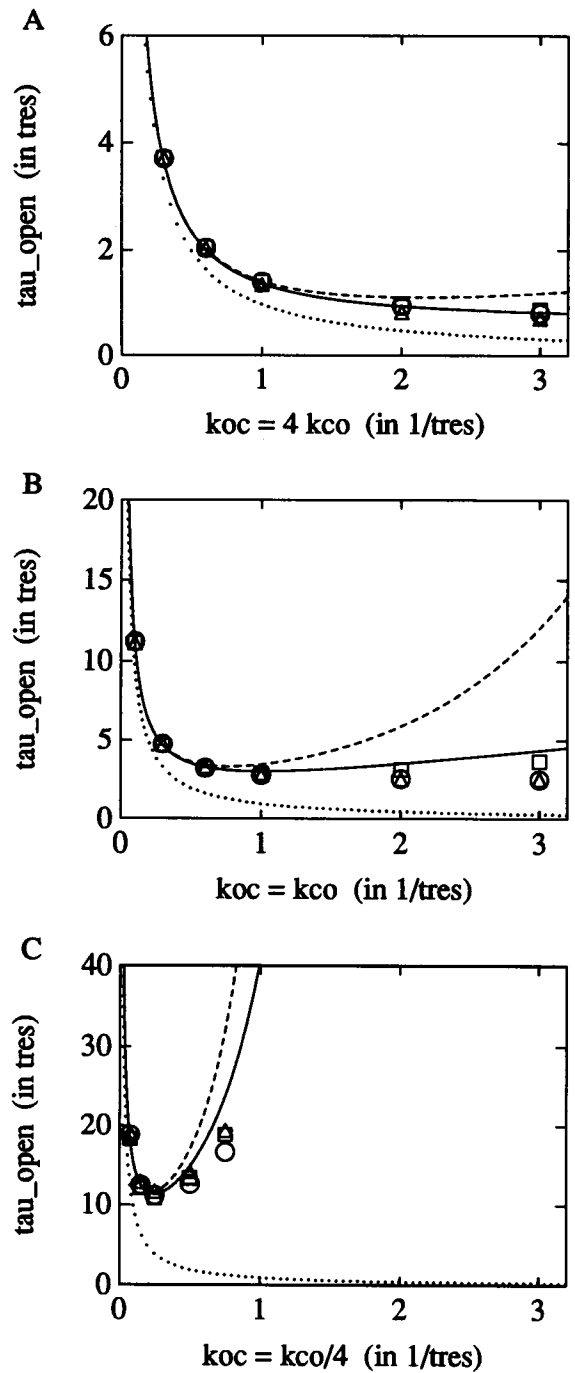 A
6
4
2
0
tau_open (in tres)
0 1 2 3
koc = 4 kco (in 1/tres)
B
20
15
10
5
0
tau_open (in tres)
0 1 2 3
koc = kco (in 1/tres)
C
40
30
20
10
0
tau_open (in tres)
0 1 2 3
koc = kco/4 (in 1/tres)